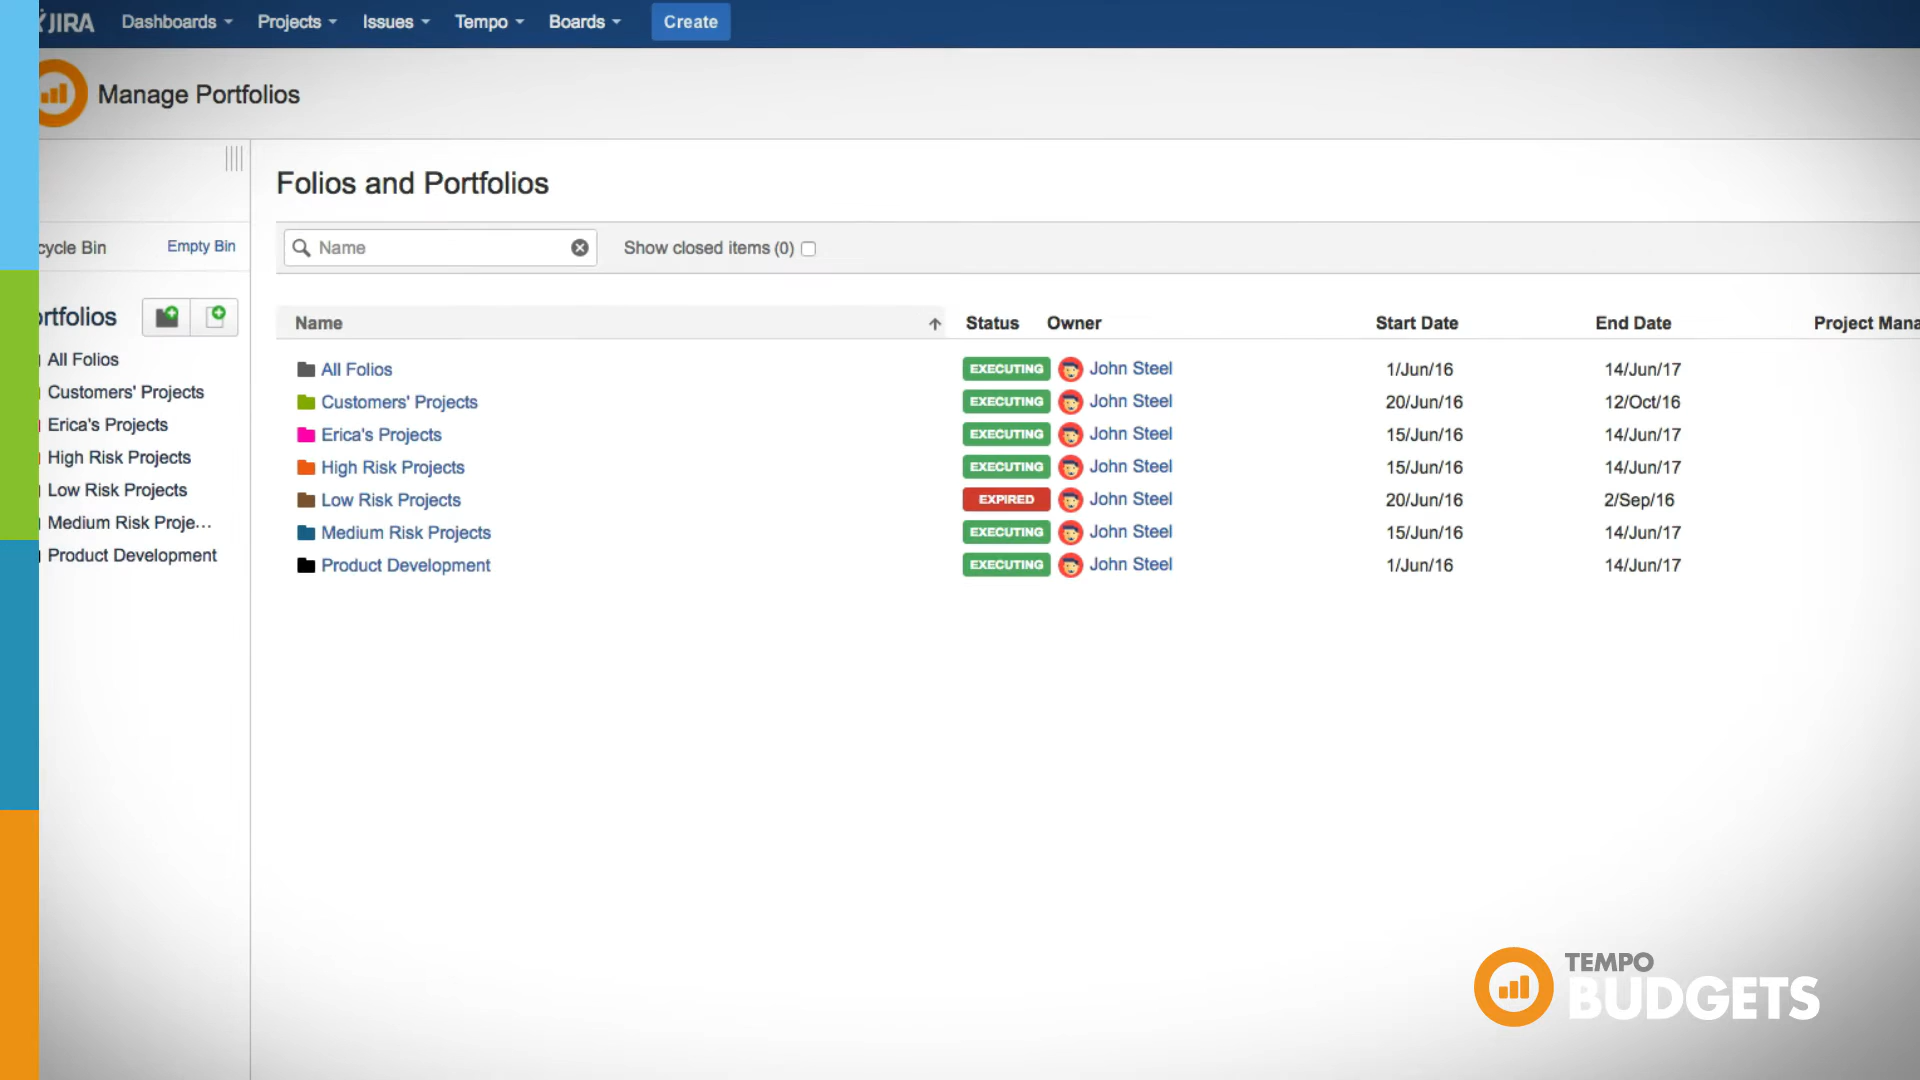 JIRA Dashboards Projects Issues Tempo Boards Create
Manage Portfolios
Folios and Portfolios
cycle Bin Empty Bin
Name Show closed items (0)
rtfolios
Name Status Owner Start Date End Date Project Mana
All Folios
Customers' Projects
Erica's Projects
High Risk Projects
Low Risk Projects
Medium Risk Proje...
Product Development
All Folios EXECUTING John Steel 1/Jun/16 14/Jun/17
Customers' Projects EXECUTING John Steel 20/Jun/16 12/Oct/16
Erica's Projects EXECUTING John Steel 15/Jun/16 14/Jun/17
High Risk Projects EXECUTING John Steel 15/Jun/16 14/Jun/17
Low Risk Projects EXPIRED John Steel 20/Jun/16 2/Sep/16
Medium Risk Projects EXECUTING John Steel 15/Jun/16 14/Jun/17
Product Development EXECUTING John Steel 1/Jun/16 14/Jun/17
TEMPO
BUDGETS